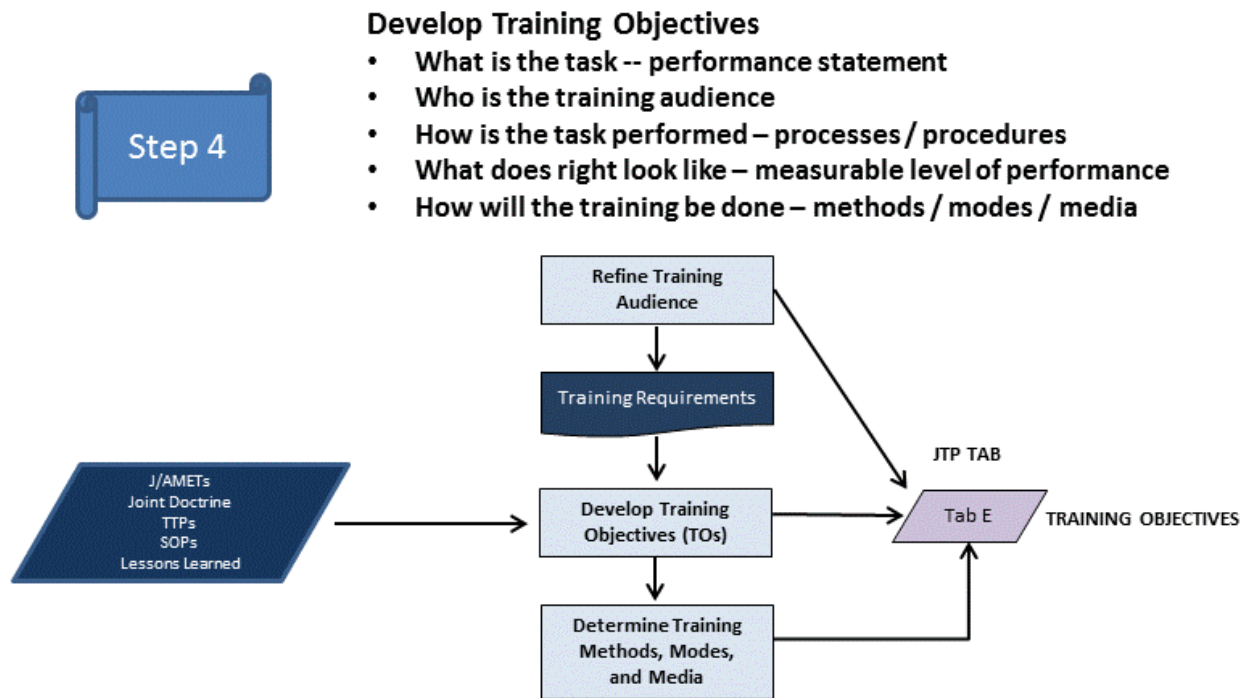 Develop Training Objectives
• What is the task -- performance statement
• Who is the training audience
• How is the task performed – processes / procedures
• What does right look like – measurable level of performance
• How will the training be done – methods / modes / media
Step 4
Refine Training
Audience
Training Requirements
J/AMETs
Joint Doctrine
TTPs
SOPs
Lessons Learned
Develop Training
Objectives (TOs)
JTP TAB
Tab E
TRAINING OBJECTIVES
Determine Training
Methods, Modes,
and Media